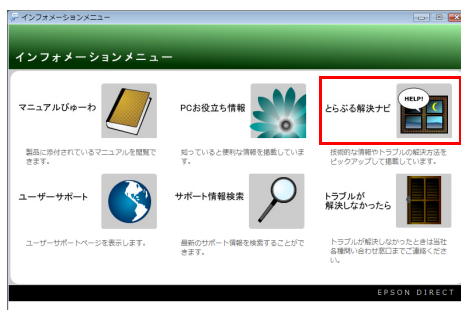 インフォメーションメニュー
インフォメーションメニュー
マニュアルびゅーわ
製品に添付されているマニュアルを閲覧で
きます。
PCお役立ち情報
知っていると便利な情報を掲載していま
す。
とらぶる解決ナビ
HELP!
技術的な情報やトラブルの解決方法を
ピックアップして掲載しています。
ユーザーサポート
ユーザーサポートページを表示します。
サポート情報検索
最新のサポート情報を検索することがで
きます。
トラブルが
解決しなかったら
トラブルが解決しなかったときは当社
各種問い合わせ窓口までご連絡くださ
い。
EPSON DIRECT